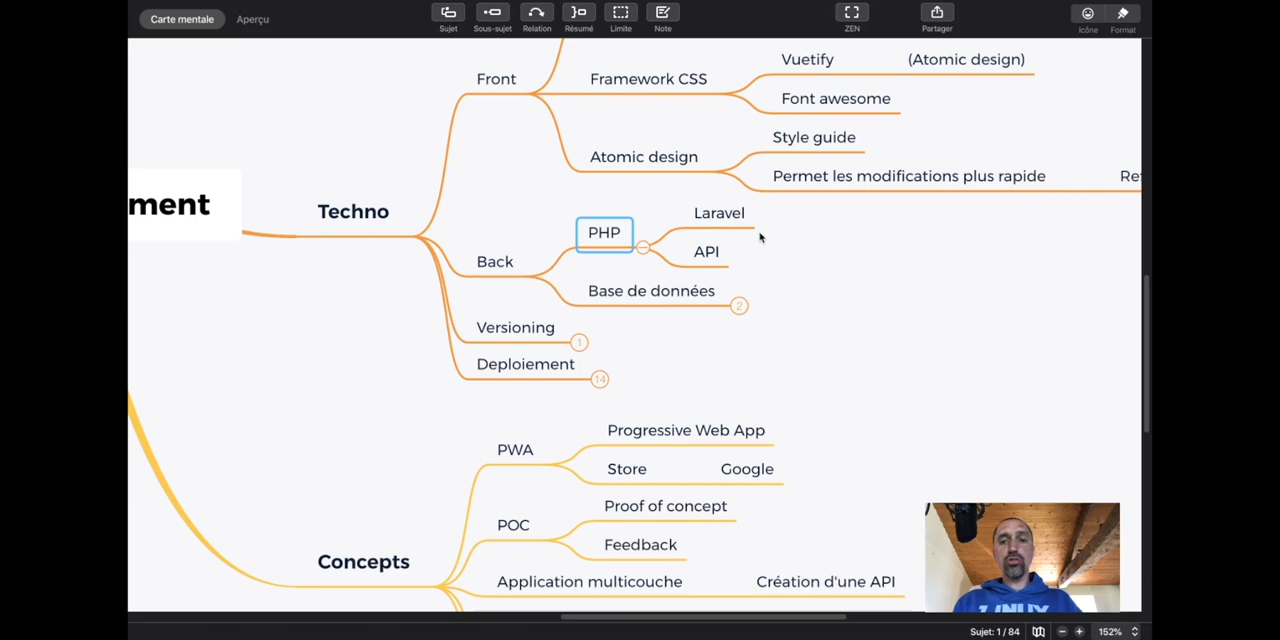 Carte mentale
Aperçu
Sujet
Sous-sujet
Relation
Résumé
Limite
Note
ZEN
Partager
Icône
Format
ment
Techno
Front
Framework CSS
Vuetify
(Atomic design)
Font awesome
Atomic design
Style guide
Permet les modifications plus rapide
Re
Back
PHP
Laravel
API
Base de données
2
Versioning
1
Deploiement
14
Concepts
PWA
Progressive Web App
Store
Google
POC
Proof of concept
Feedback
Application multicouche
Création d'une API
LINUX
Sujet: 1 / 84
152%